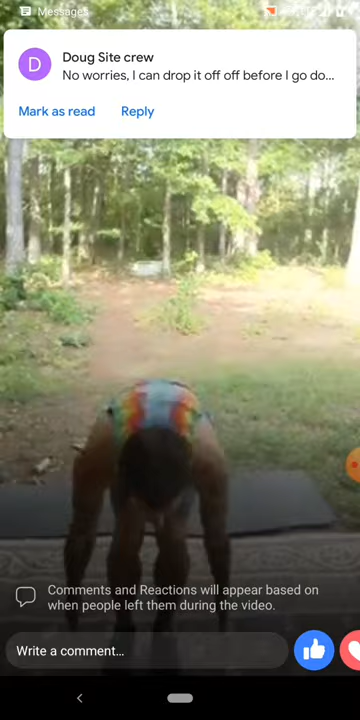 Messages
D
Doug Site crew
No worries, I can drop it off off before I go do...
Mark as read
Reply
Comments and Reactions will appear based on
when people left them during the video.
Write a comment...